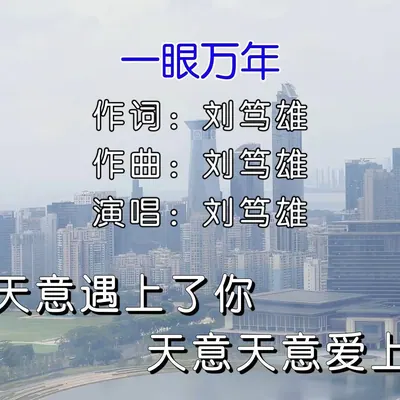 一眼万年
作词：刘笃雄
作曲：刘笃雄
演唱：刘笃雄
天意遇上了你
天意天意爱上